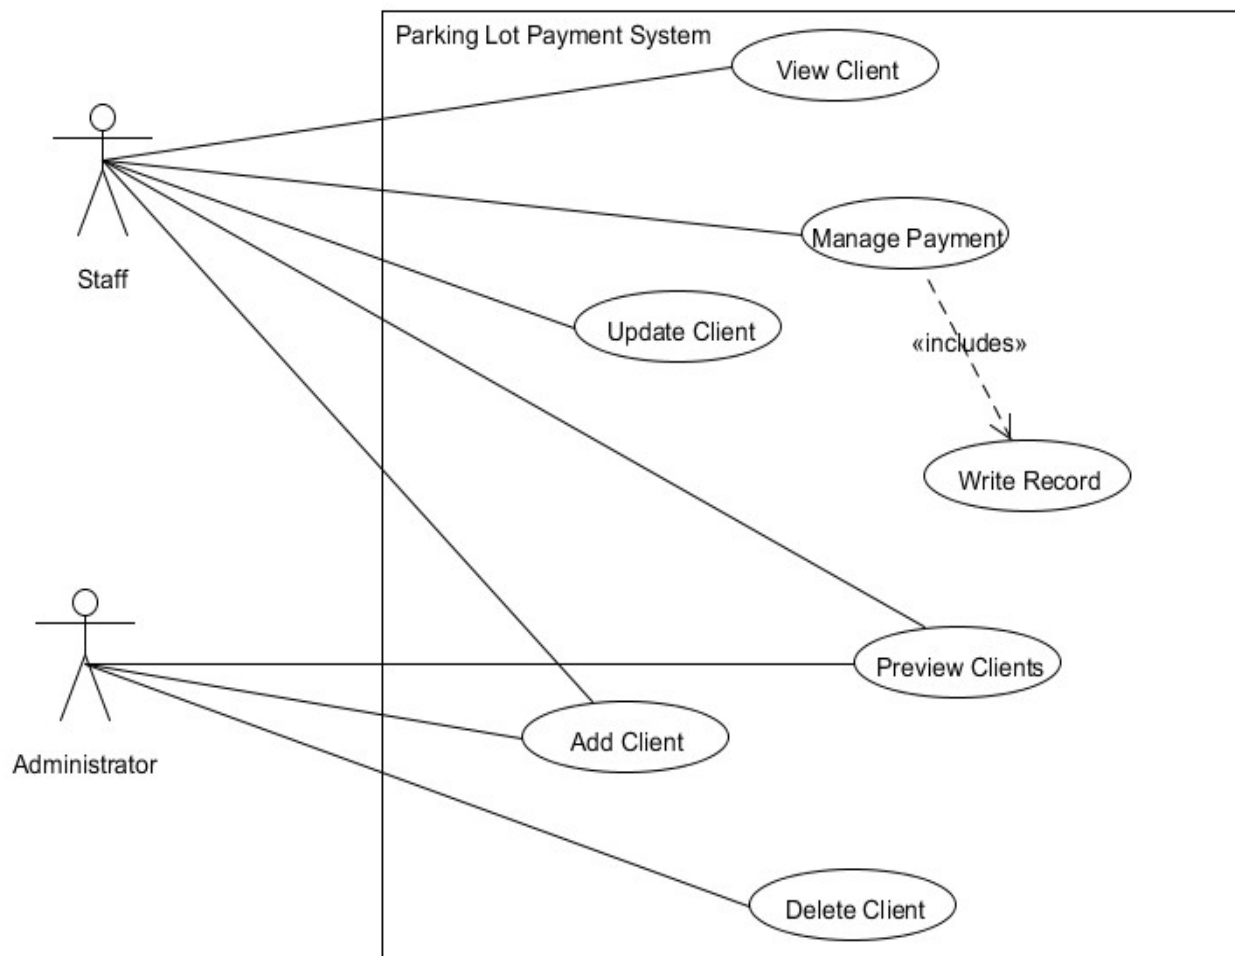 Parking Lot Payment System
View Client
Manage Payment
Staff
Update Client
«includes»
Write Record
Preview Clients
Add Client
Administrator
Delete Client